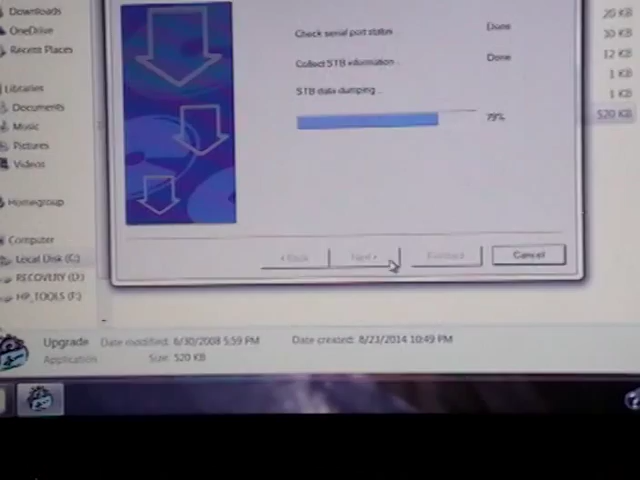 Downloads
OneDrive
Recent Places
Libraries
Documents
Music
Pictures
Videos
Homegroup
Computer
Local Disk (C:)
RECOVERY (D:)
HP_TOOLS (F:)
Check serial port status Done
Collect STB information... Done
STB data dumping...
79%
< Back Next > Finished Cancel
20 KB
30 KB
12 KB
1 KB
1 KB
520 KB
Upgrade Date modified: 6/30/2008 5:59 PM Date created: 8/23/2014 10:49 PM
Application Size: 520 KB